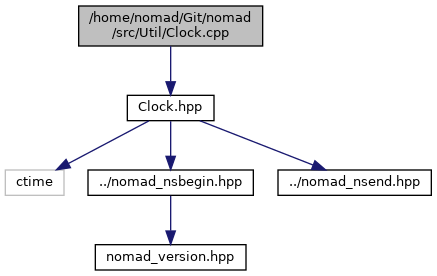 /home/nomad/Git/nomad
/src/Util/Clock.cpp
Clock.hpp
ctime
../nomad_nsbegin.hpp
../nomad_nsend.hpp
nomad_version.hpp